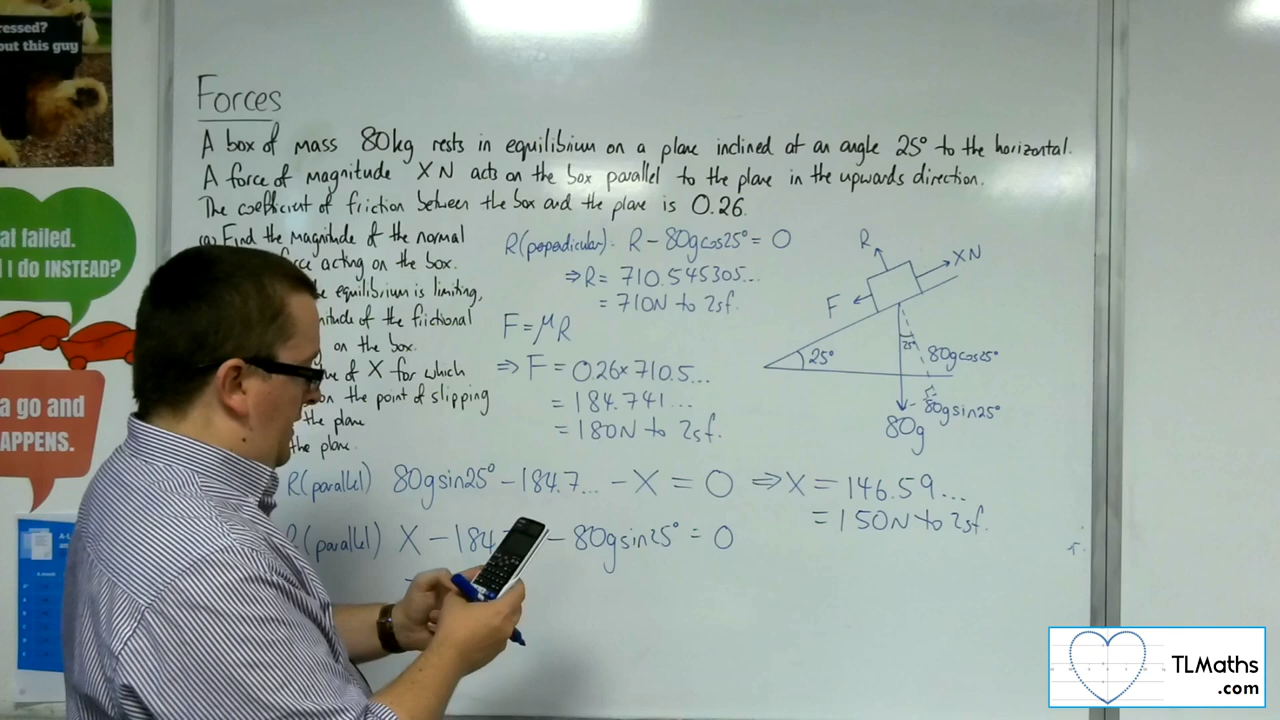 ressed?
out this guy
at failed.
I do INSTEAD?
a go and
APPENS.
A-L
Forces
A box of mass 80kg rests in equilibrium on a plane inclined at an angle 25° to the horizontal.
A force of magnitude X N acts on the box parallel to the plane in the upwards direction.
The coefficient of friction between the box and the plane is 0.26.
(a) Find the magnitude of the normal
acting on the box.
equilibrium is limiting,
of the frictional
on the box.
of X for which
on the point of slipping
the plane
the plane.
R(perpedicular). R - 80gcos25° = 0
⇒ R = 710.545305...
= 710N to 2sf.
F = μR
⇒ F = 0.26 × 710.5...
= 184.741...
= 180N to 2sf.
R
XN
F
25°
25°
80gcos25°
80gsin25°
80g
R(parallel) 80gsin25° - 184.7... - X = 0 ⇒ X = 146.59...
= 150N to 2sf.
(parallel) X - 184 - 80gsin25° = 0
TLMaths
.com